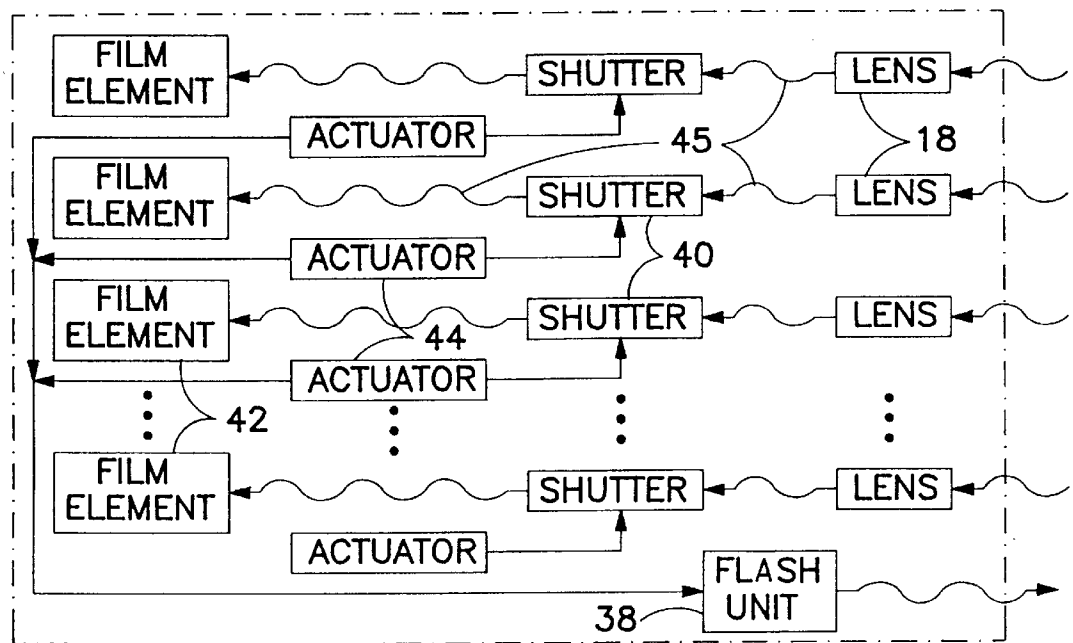 FILM
ELEMENT
SHUTTER
LENS
ACTUATOR
45
18
FILM
ELEMENT
SHUTTER
LENS
ACTUATOR
40
FILM
ELEMENT
SHUTTER
LENS
44
ACTUATOR
42
FILM
ELEMENT
SHUTTER
LENS
ACTUATOR
FLASH
UNIT
38